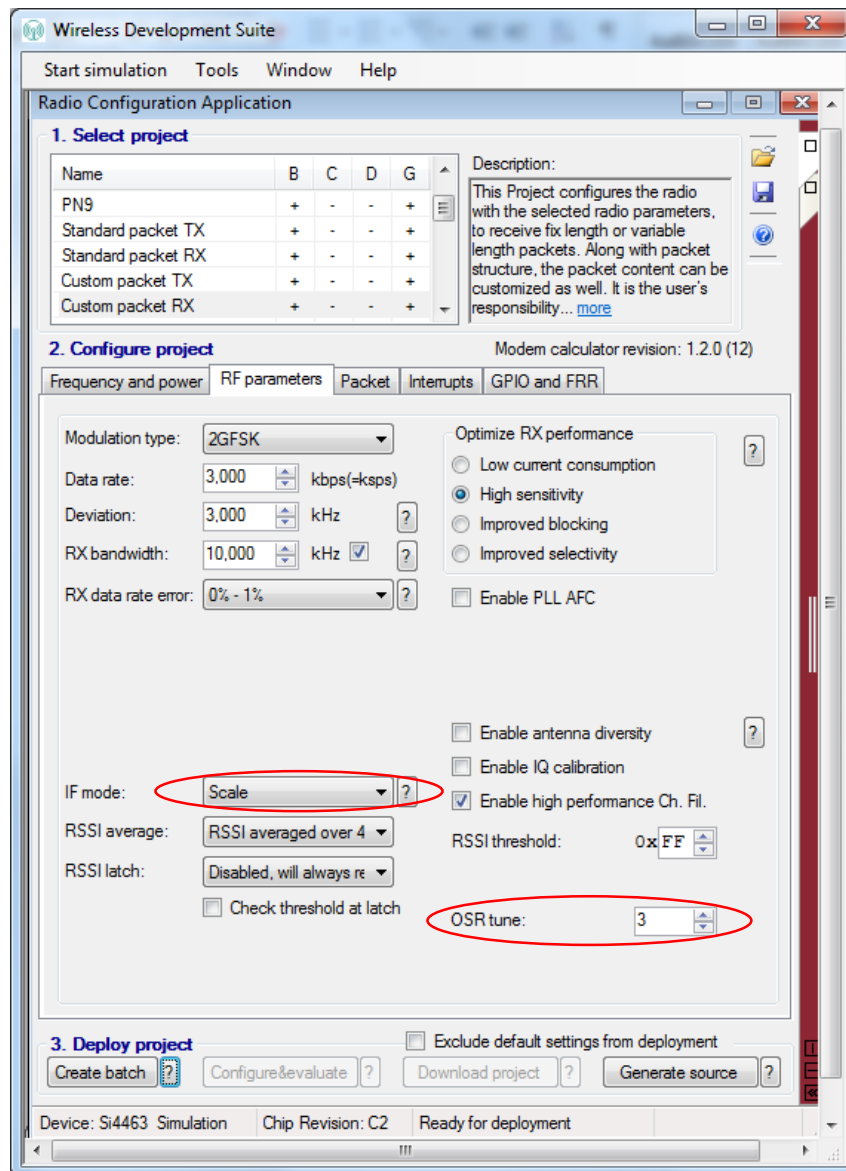 Wireless Development Suite
Start simulation Tools Window Help
Radio Configuration Application
1. Select project
Name B C D G
PN9 + - - +
Standard packet TX + - - +
Standard packet RX + - - +
Custom packet TX + - - +
Custom packet RX + - - +
Description:
This Project configures the radio
with the selected radio parameters,
to receive fix length or variable
length packets. Along with packet
structure, the packet content can be
customized as well. It is the user's
responsibility... more
2. Configure project Modem calculator revision: 1.2.0 (12)
Frequency and power RF parameters Packet Interrupts GPIO and FRR
Modulation type: 2GFSK
Data rate: 3,000 kbps(=ksps)
Deviation: 3,000 kHz ?
RX bandwidth: 10,000 kHz ?
RX data rate error: 0% - 1% ?
Optimize RX performance ?
Low current consumption
High sensitivity
Improved blocking
Improved selectivity
Enable PLL AFC
Enable antenna diversity ?
Enable IQ calibration
IF mode: Scale ? Enable high performance Ch. Fil.
RSSI average: RSSI averaged over 4 RSSI threshold: 0x FF
RSSI latch: Disabled, will always re
Check threshold at latch
OSR tune: 3
3. Deploy project Exclude default settings from deployment
Create batch ? Configure&evaluate ? Download project ? Generate source ?
Device: Si4463 Simulation Chip Revision: C2 Ready for deployment